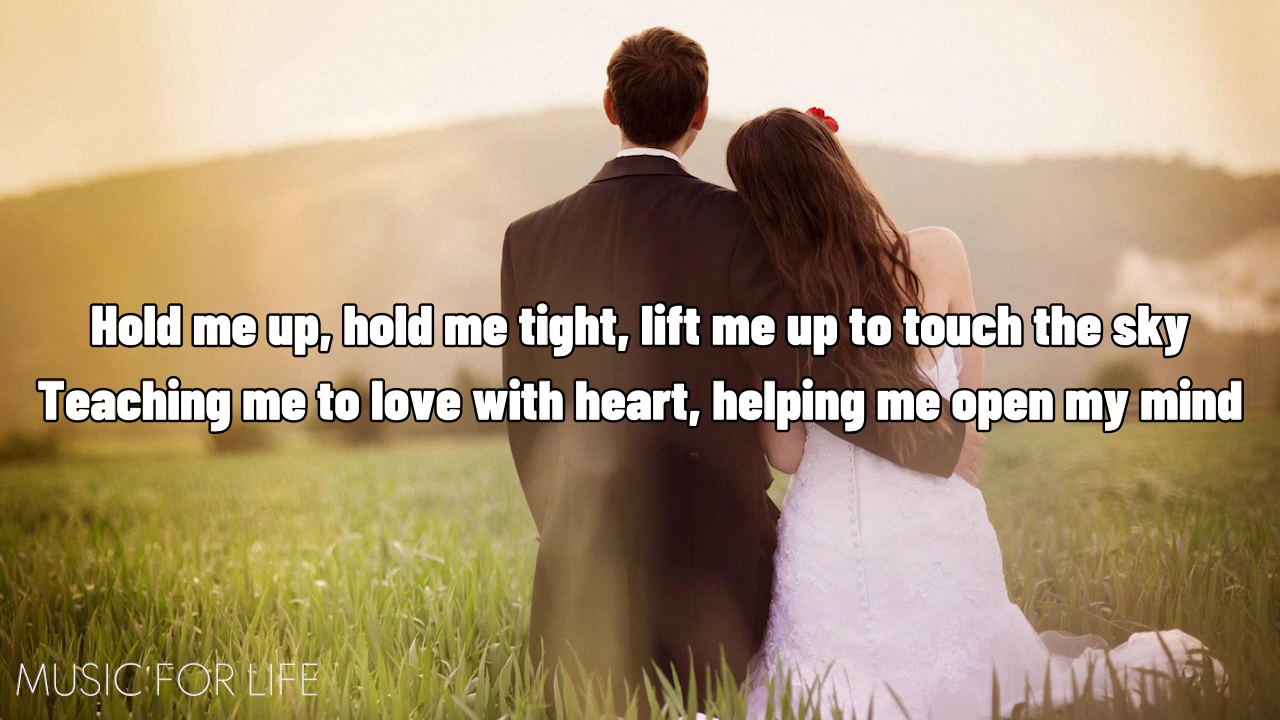 Hold me up, hold me tight, lift me up to touch the sky
Teaching me to love with heart, helping me open my mind
MUSIC FOR LIFE